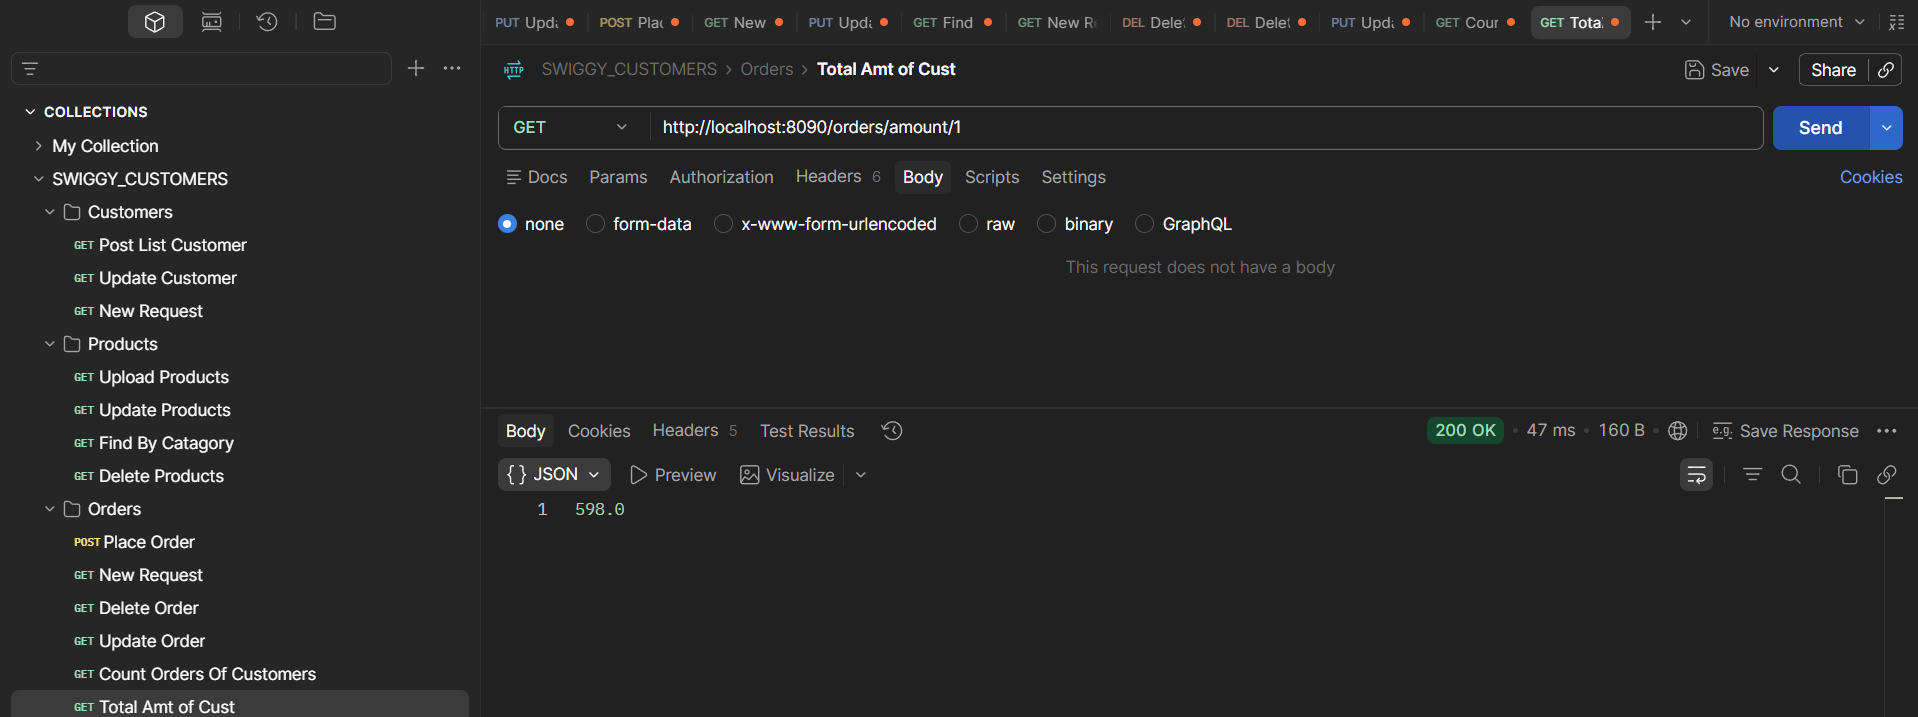 PUT Upd
POST Pla
GET New
PUT Upd
GET Find
GET New R
DEL Dele
DEL Dele
PUT Upd
GET Cour
GET Tota
No environment
COLLECTIONS
My Collection
SWIGGY_CUSTOMERS
Customers
GET Post List Customer
GET Update Customer
GET New Request
Products
GET Upload Products
GET Update Products
GET Find By Catagory
GET Delete Products
Orders
POST Place Order
GET New Request
GET Delete Order
GET Update Order
GET Count Orders Of Customers
GET Total Amt of Cust
HTTP SWIGGY_CUSTOMERS > Orders > Total Amt of Cust
Save
Share
GET http://localhost:8090/orders/amount/1
Send
Docs Params Authorization Headers 6 Body Scripts Settings
Cookies
none form-data x-www-form-urlencoded raw binary GraphQL
This request does not have a body
Body Cookies Headers 5 Test Results
200 OK • 47 ms • 160 B •
e.g. Save Response
{} JSON Preview Visualize
1 598.0